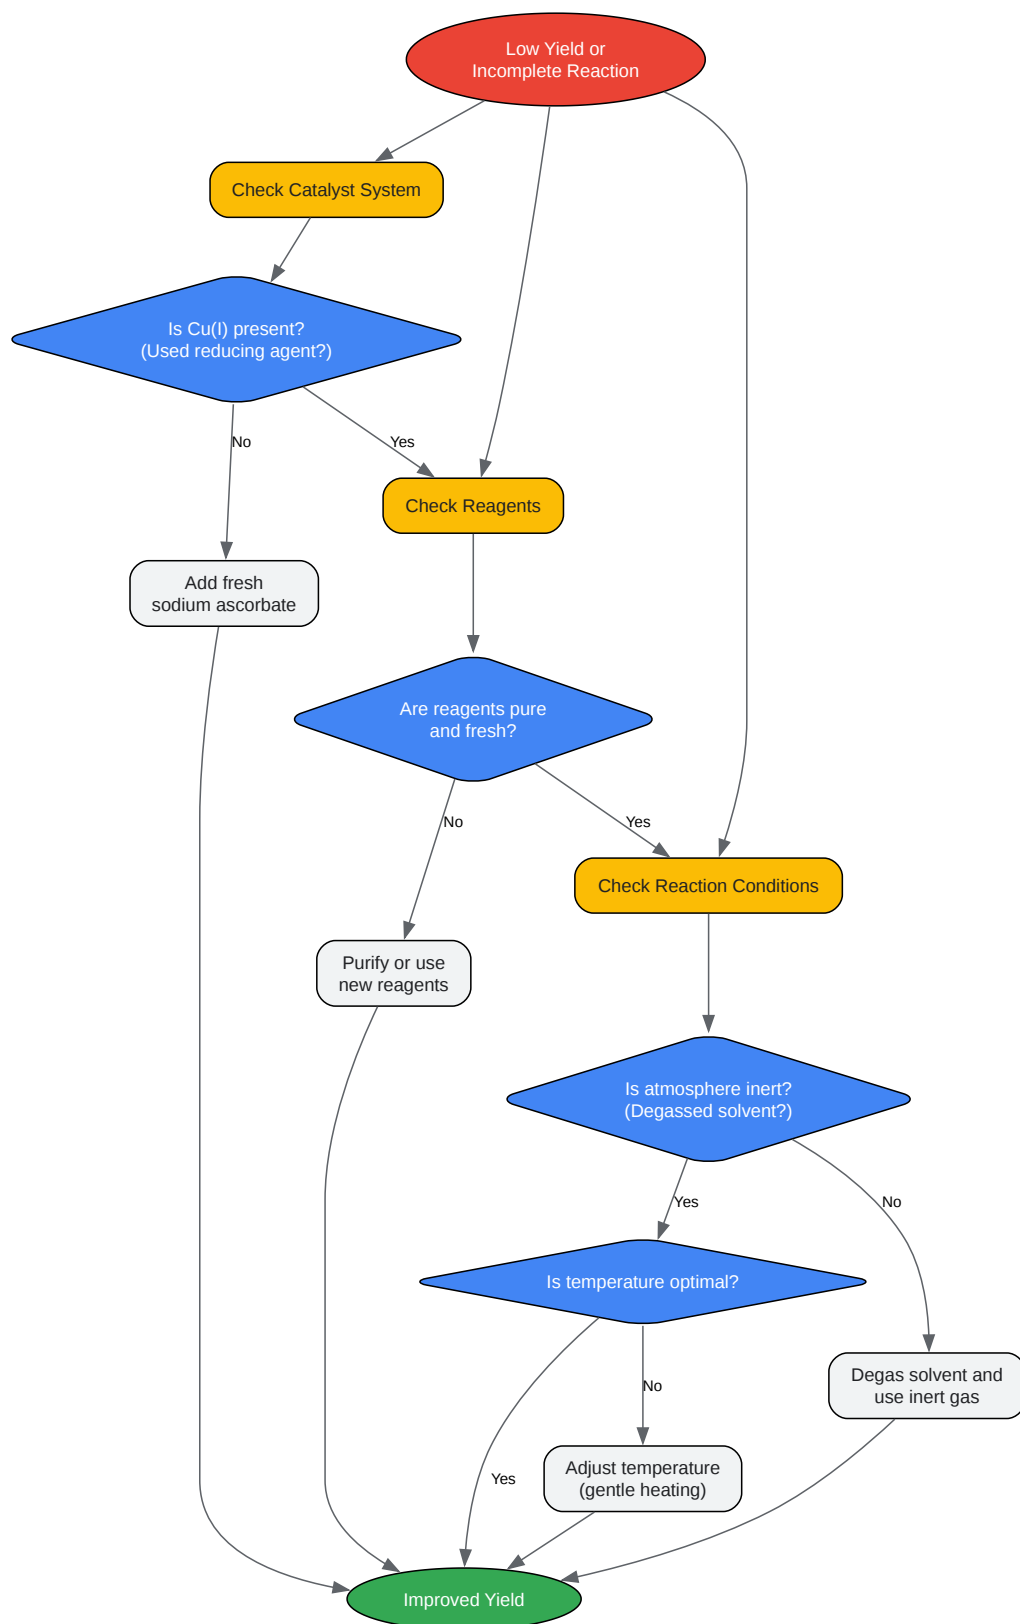 Low Yield or
Incomplete Reaction
Check Catalyst System
Is Cu(I) present?
(Used reducing agent?)
No
Yes
Check Reagents
Add fresh
sodium ascorbate
Are reagents pure
and fresh?
No
Yes
Check Reaction Conditions
Purify or use
new reagents
Is atmosphere inert?
(Degassed solvent?)
Yes
No
Is temperature optimal?
Degas solvent and
use inert gas
No
Yes
Adjust temperature
(gentle heating)
Improved Yield